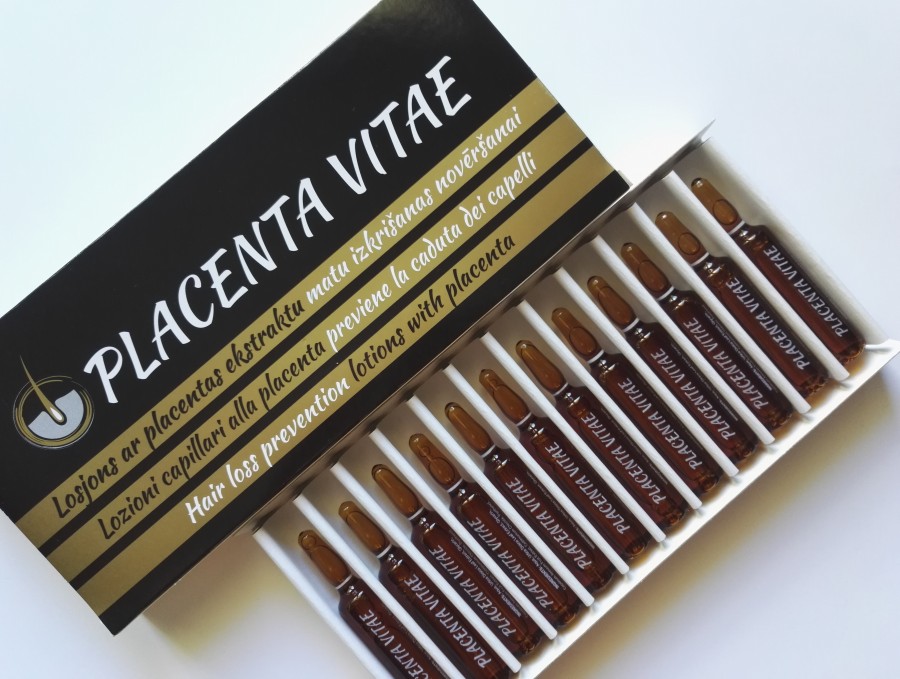 PLACENTA VITAE
Losjons ar placentas ekstraktu matu izkrišanas novēršanai
Lozioni capillari alla placenta previene la caduta dei capelli
Hair loss prevention lotions with placenta
PLACENTA VITAE
PLACENTA VITAE
PLACENTA VITAE
PLACENTA VITAE
PLACENTA VITAE
PLACENTA VITAE
PLACENTA VITAE
PLACENTA VITAE
PLACENTA VITAE
PLACENTA VITAE
PLACENTA VITAE
PLACENTA VITAE